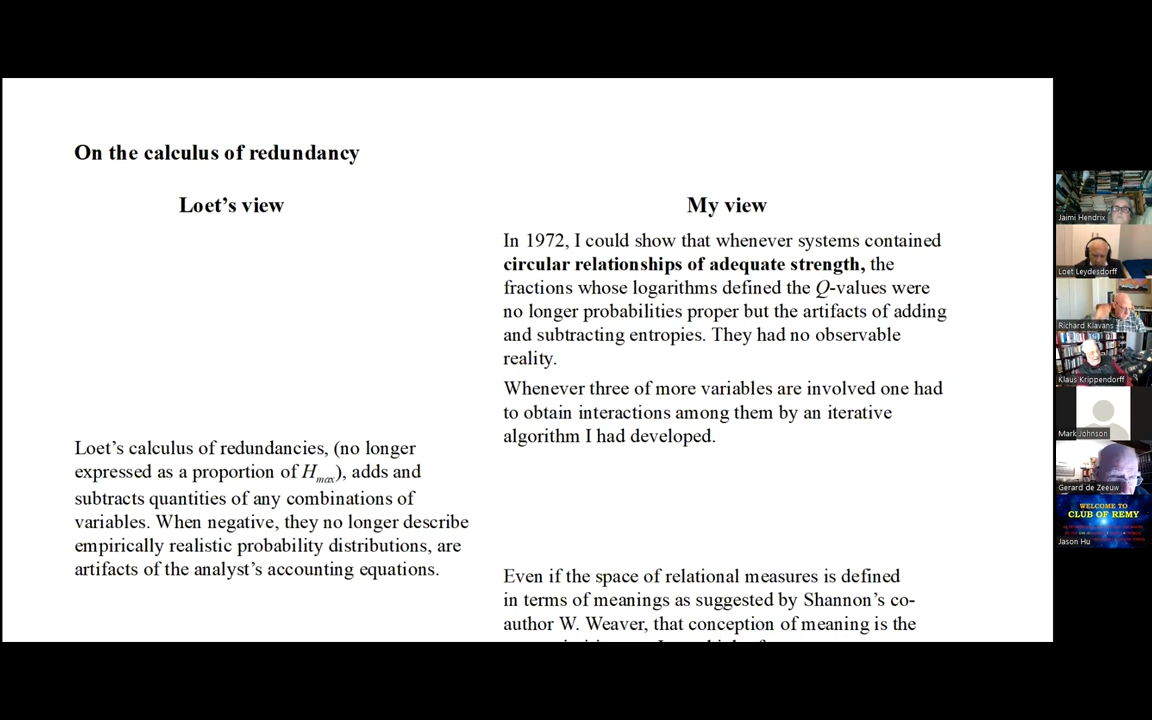 On the calculus of redundancy
Loet's view
My view
In 1972, I could show that whenever systems contained
circular relationships of adequate strength, the
fractions whose logarithms defined the Q-values were
no longer probabilities proper but the artifacts of adding
and subtracting entropies. They had no observable
reality.
Whenever three of more variables are involved one had
to obtain interactions among them by an iterative
algorithm I had developed.
Loet's calculus of redundancies, (no longer
expressed as a proportion of Hmax), adds and
subtracts quantities of any combinations of
variables. When negative, they no longer describe
empirically realistic probability distributions, are
artifacts of the analyst's accounting equations.
Even if the space of relational measures is defined
in terms of meanings as suggested by Shannon's co-
author W. Weaver, that conception of meaning is the
Jaimi Hendrix
Loet Leydesdorff
Richard Klavans
Klaus Krippendorff
Mark Johnson
Gerard de Zeeuw
WELCOME TO
CLUB OF REMY
Jason Hu